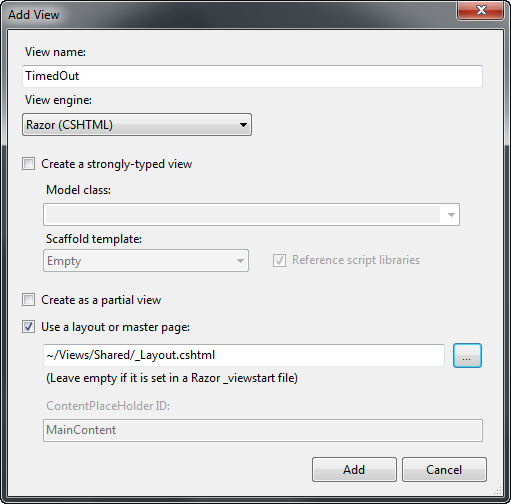 Add View
View name:
TimedOut
View engine:
Razor (CSHTML)
Create a strongly-typed view
Model class:
Scaffold template:
Empty
Reference script libraries
Create as a partial view
Use a layout or master page:
~/Views/Shared/_Layout.cshtml
...
(Leave empty if it is set in a Razor _viewstart file)
ContentPlaceHolder ID:
MainContent
Add
Cancel